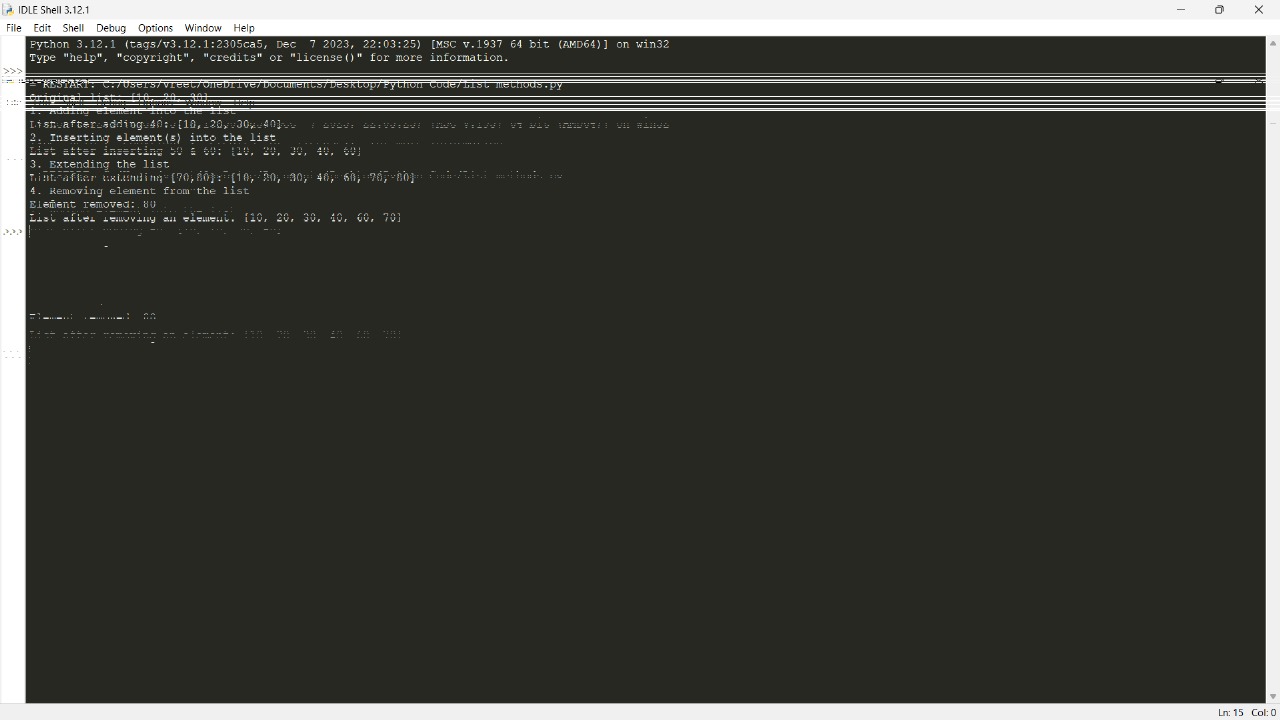 IDLE Shell 3.12.1
File Edit Shell Debug Options Window Help
Python 3.12.1 (tags/v3.12.1:2305ca5, Dec  7 2023, 22:03:25) [MSC v.1937 64 bit (AMD64)] on win32
Type "help", "copyright", "credits" or "license()" for more information.
>>>
= RESTART: C:/Users/vleet/OneDrive/Documents/Desktop/Python Code/List methods.py
Original list: [10, 20, 30]
1. Adding element into the list
List after adding 40: [10, 20, 30, 40]
2. Inserting element(s) into the list
List after inserting 50 & 60: [10, 20, 30, 40, 60]
3. Extending the list
List after extending [70,80]: [10, 20, 30, 40, 60, 70, 80]
4. Removing element from the list
Element removed: 80
List after removing an element: [10, 20, 30, 40, 60, 70]
>>>
Ln: 15 Col: 0